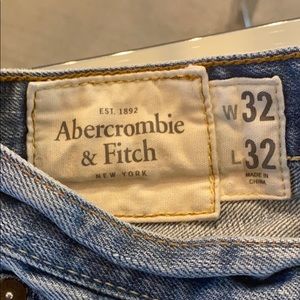 EST. 1892
Abercrombie
& Fitch
NEW YORK
W 32
L 32
MADE IN
CHINA